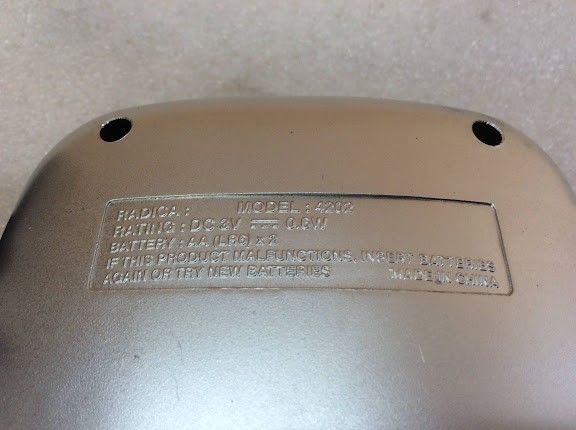 RADICA : MODEL : 4202
RATING : DC 3V ⎓ 0.6W
BATTERY : AA (LR6) x 2
IF THIS PRODUCT MALFUNCTIONS, INSERT BATTERIES
AGAIN OR TRY NEW BATTERIES MADE IN CHINA